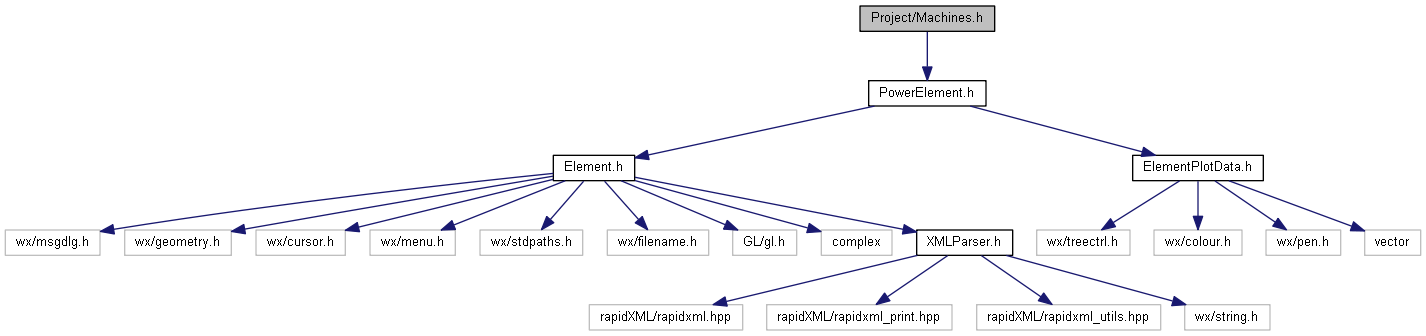 Project/Machines.h
PowerElement.h
Element.h
ElementPlotData.h
wx/msgdlg.h
wx/geometry.h
wx/cursor.h
wx/menu.h
wx/stdpaths.h
wx/filename.h
GL/gl.h
complex
XMLParser.h
wx/treectrl.h
wx/colour.h
wx/pen.h
vector
rapidXML/rapidxml.hpp
rapidXML/rapidxml_print.hpp
rapidXML/rapidxml_utils.hpp
wx/string.h